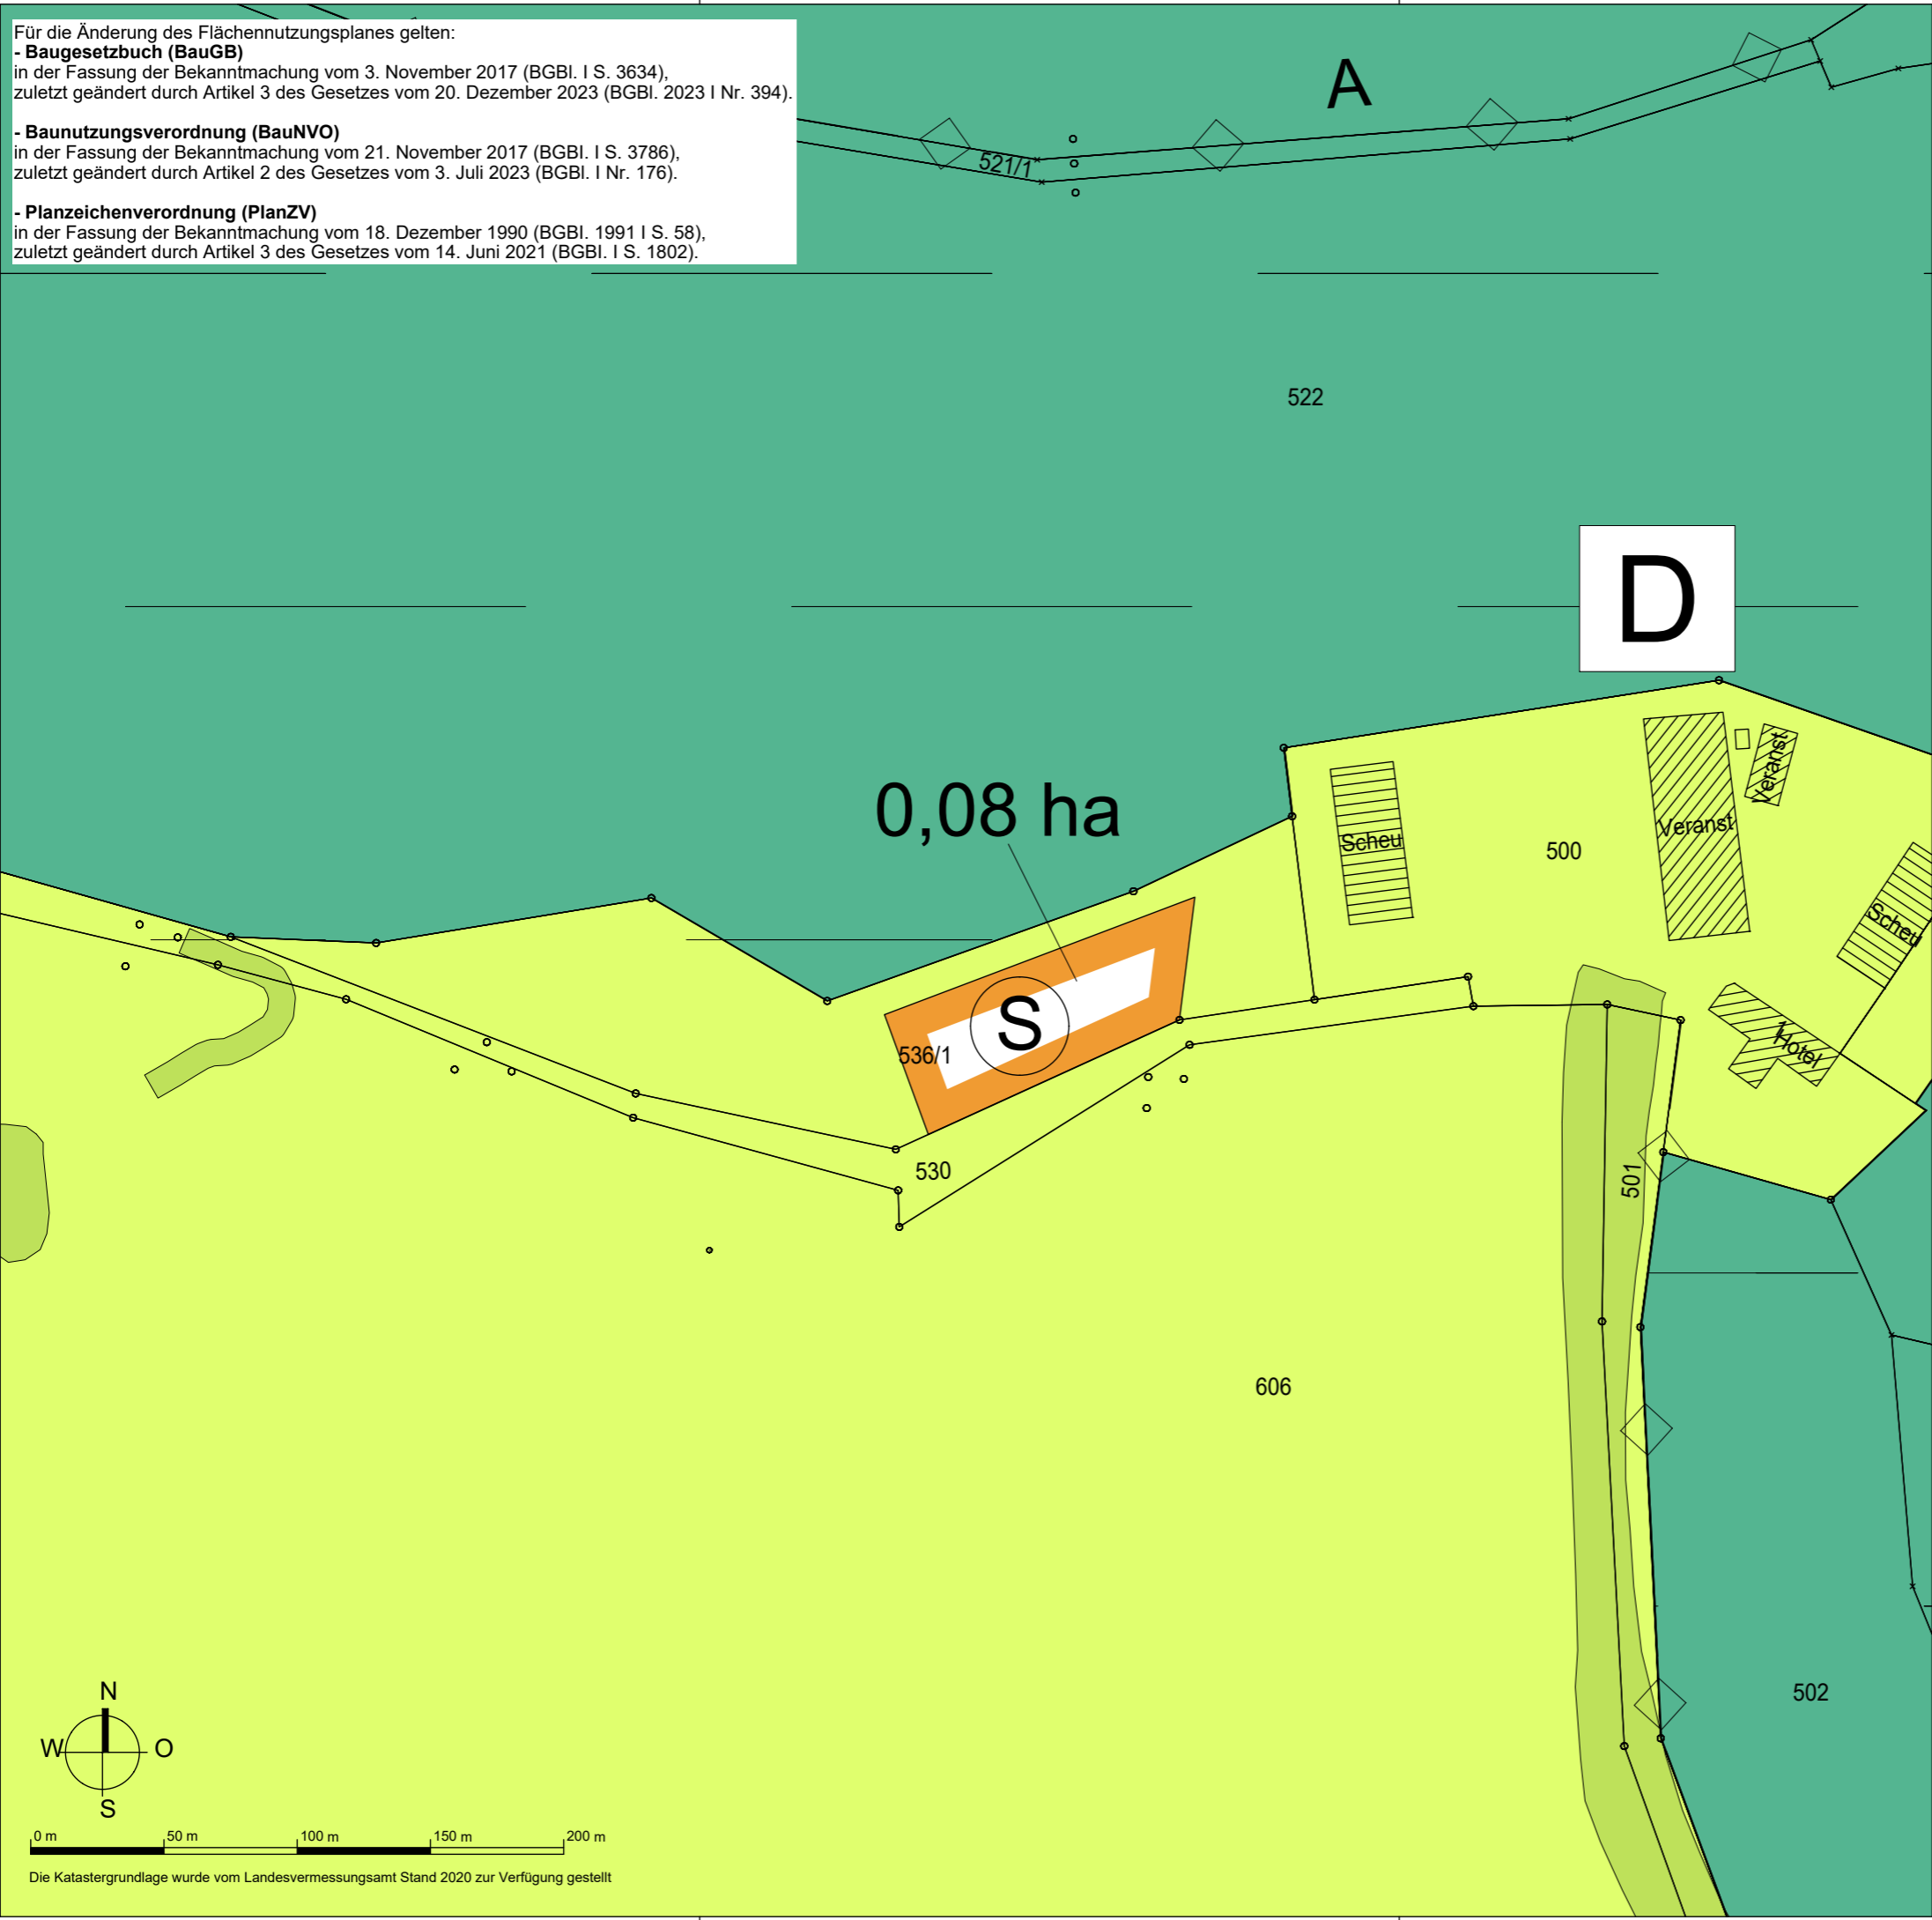 Für die Änderung des Flächennutzungsplanes gelten:
- Baugesetzbuch (BauGB)
in der Fassung der Bekanntmachung vom 3. November 2017 (BGBl. I S. 3634),
zuletzt geändert durch Artikel 3 des Gesetzes vom 20. Dezember 2023 (BGBl. 2023 I Nr. 394).
- Baunutzungsverordnung (BauNVO)
in der Fassung der Bekanntmachung vom 21. November 2017 (BGBl. I S. 3786),
zuletzt geändert durch Artikel 2 des Gesetzes vom 3. Juli 2023 (BGBl. I Nr. 176).
- Planzeichenverordnung (PlanZV)
in der Fassung der Bekanntmachung vom 18. Dezember 1990 (BGBl. 1991 I S. 58),
zuletzt geändert durch Artikel 3 des Gesetzes vom 14. Juni 2021 (BGBl. I S. 1802).
A
521/1
522
D
0,08 ha
Veranst
Veranst
Scheu
500
Scheu
S
536/1
Hotel
530
501
606
502
N
W O
S
0 m 50 m 100 m 150 m 200 m
Die Katastergrundlage wurde vom Landesvermessungsamt Stand 2020 zur Verfügung gestellt